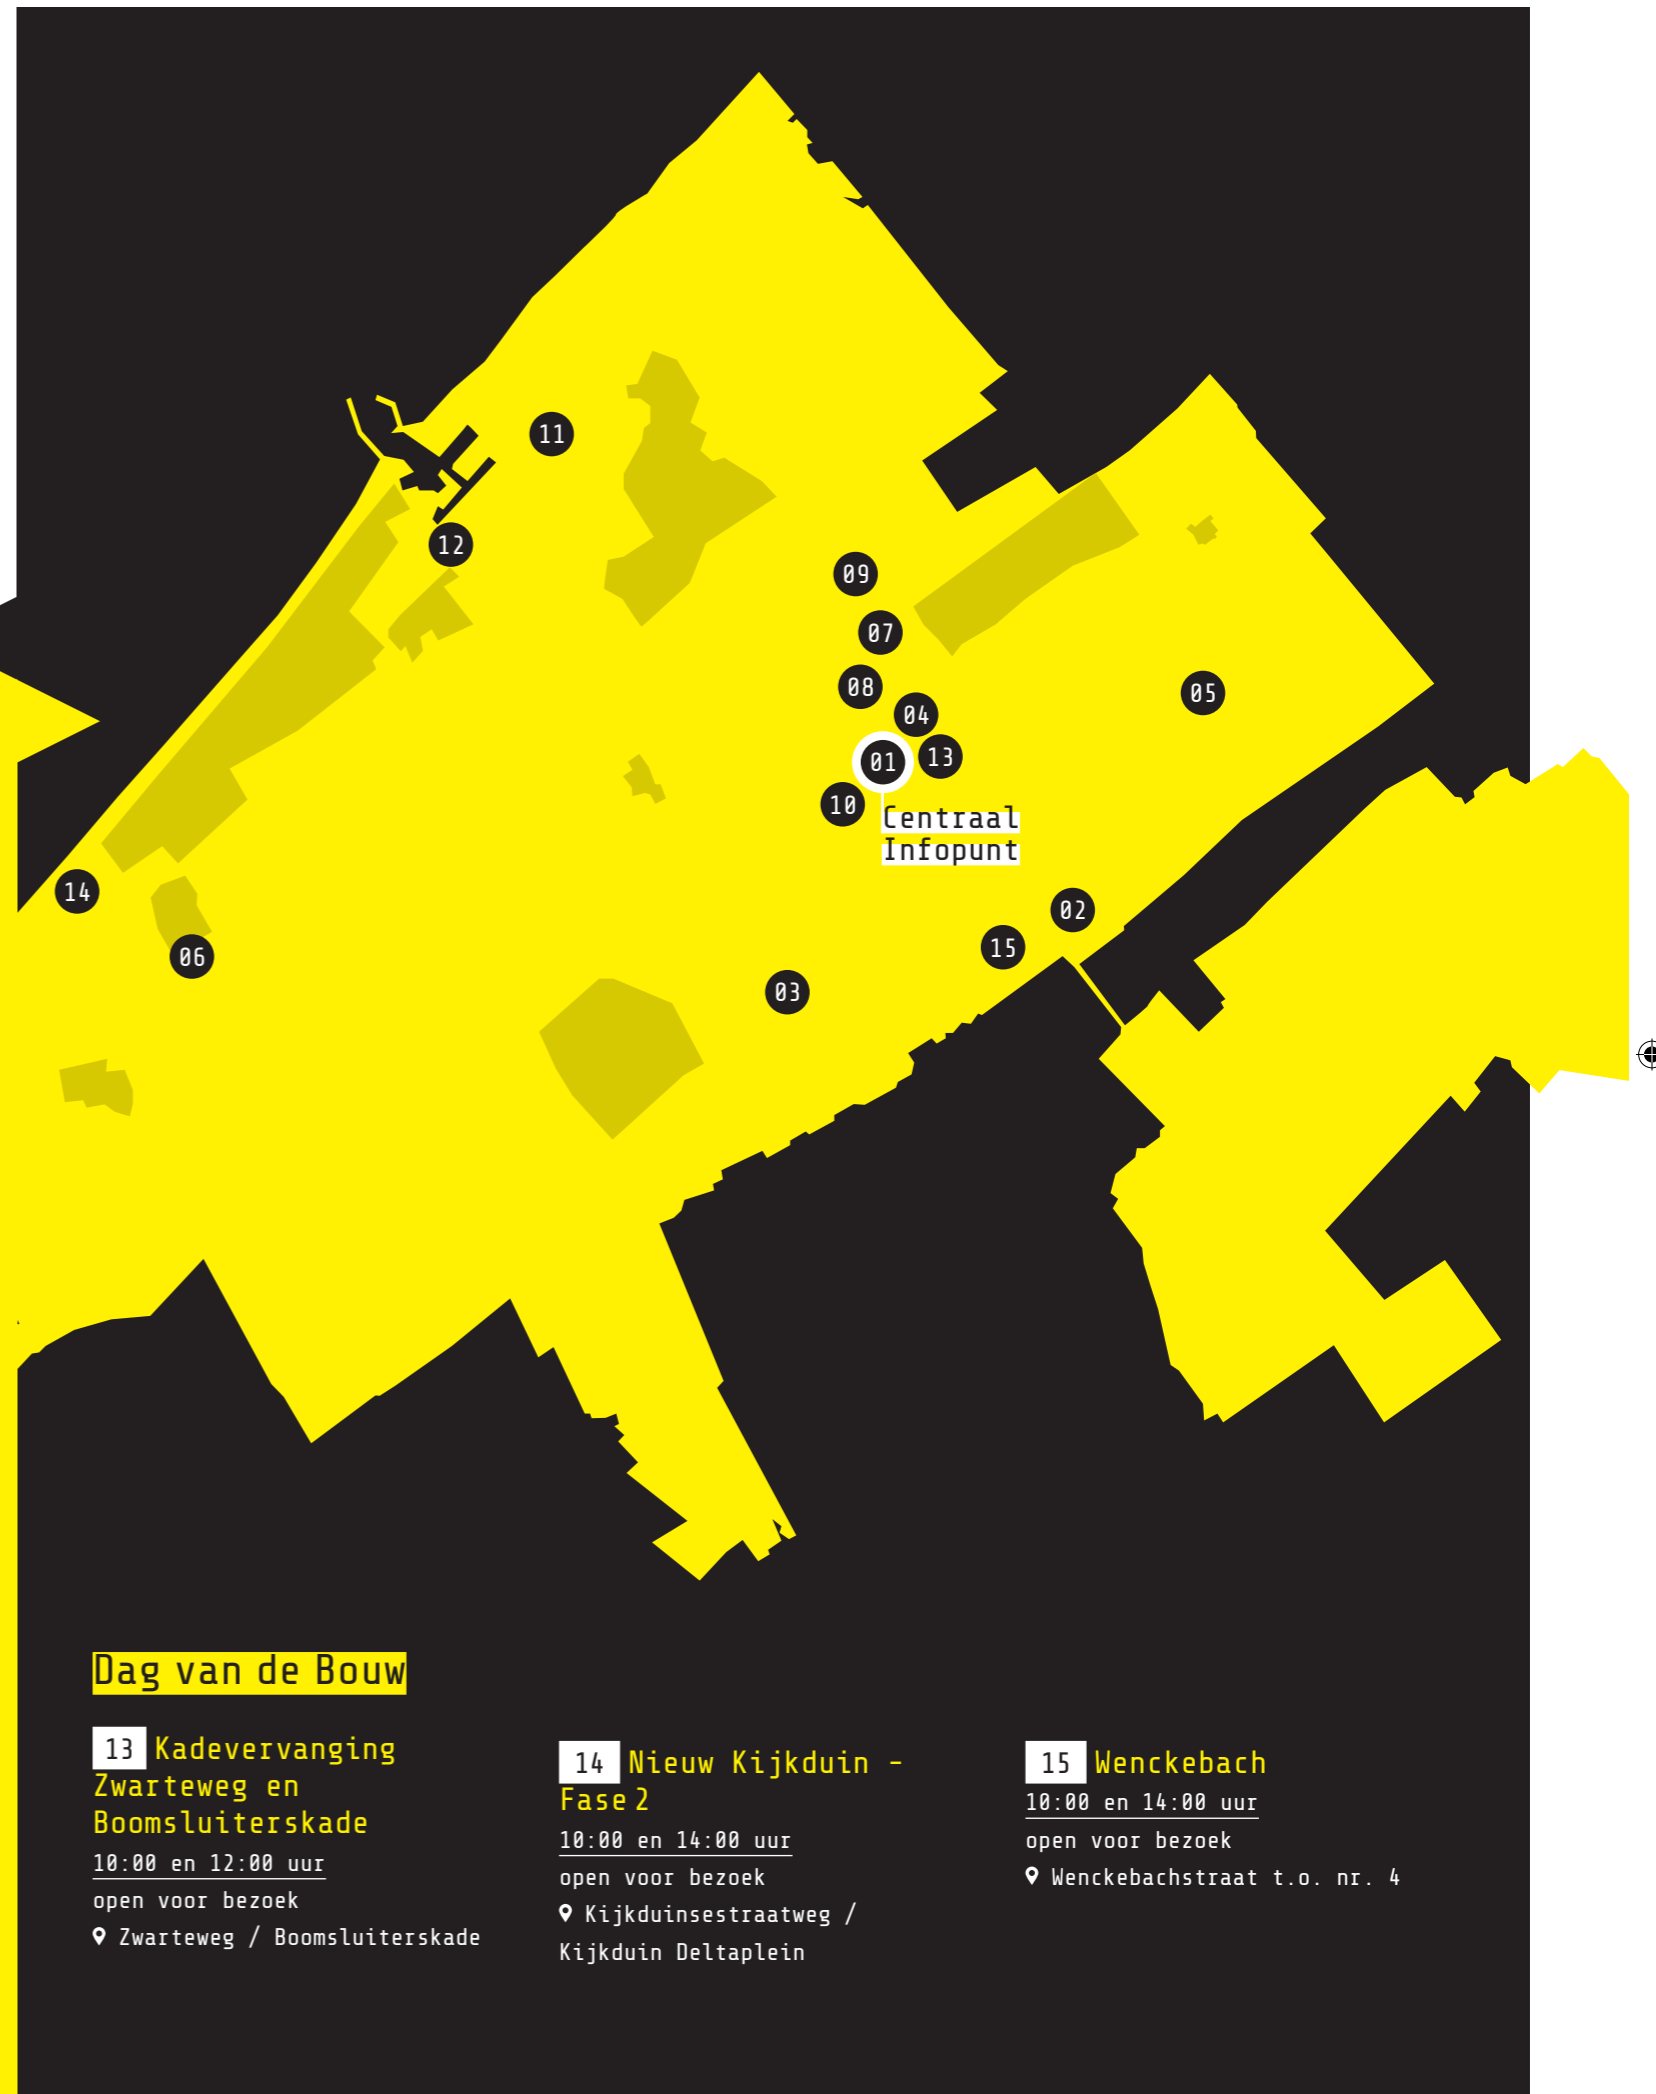 11
12
09
07
08
05
04
13
01
10
Centraal
Infopunt
14
02
15
06
03
Dag van de Bouw
13 Kadevervanging
Zwarteweg en
Boomsluiterskade
10:00 en 12:00 uur
open voor bezoek
Zwarteweg / Boomsluiterskade
14 Nieuw Kijkduin –
Fase 2
10:00 en 14:00 uur
open voor bezoek
Kijkduinsestraatweg /
Kijkduin Deltaplein
15 Wenckebach
10:00 en 14:00 uur
open voor bezoek
Wenckebachstraat t.o. nr. 4